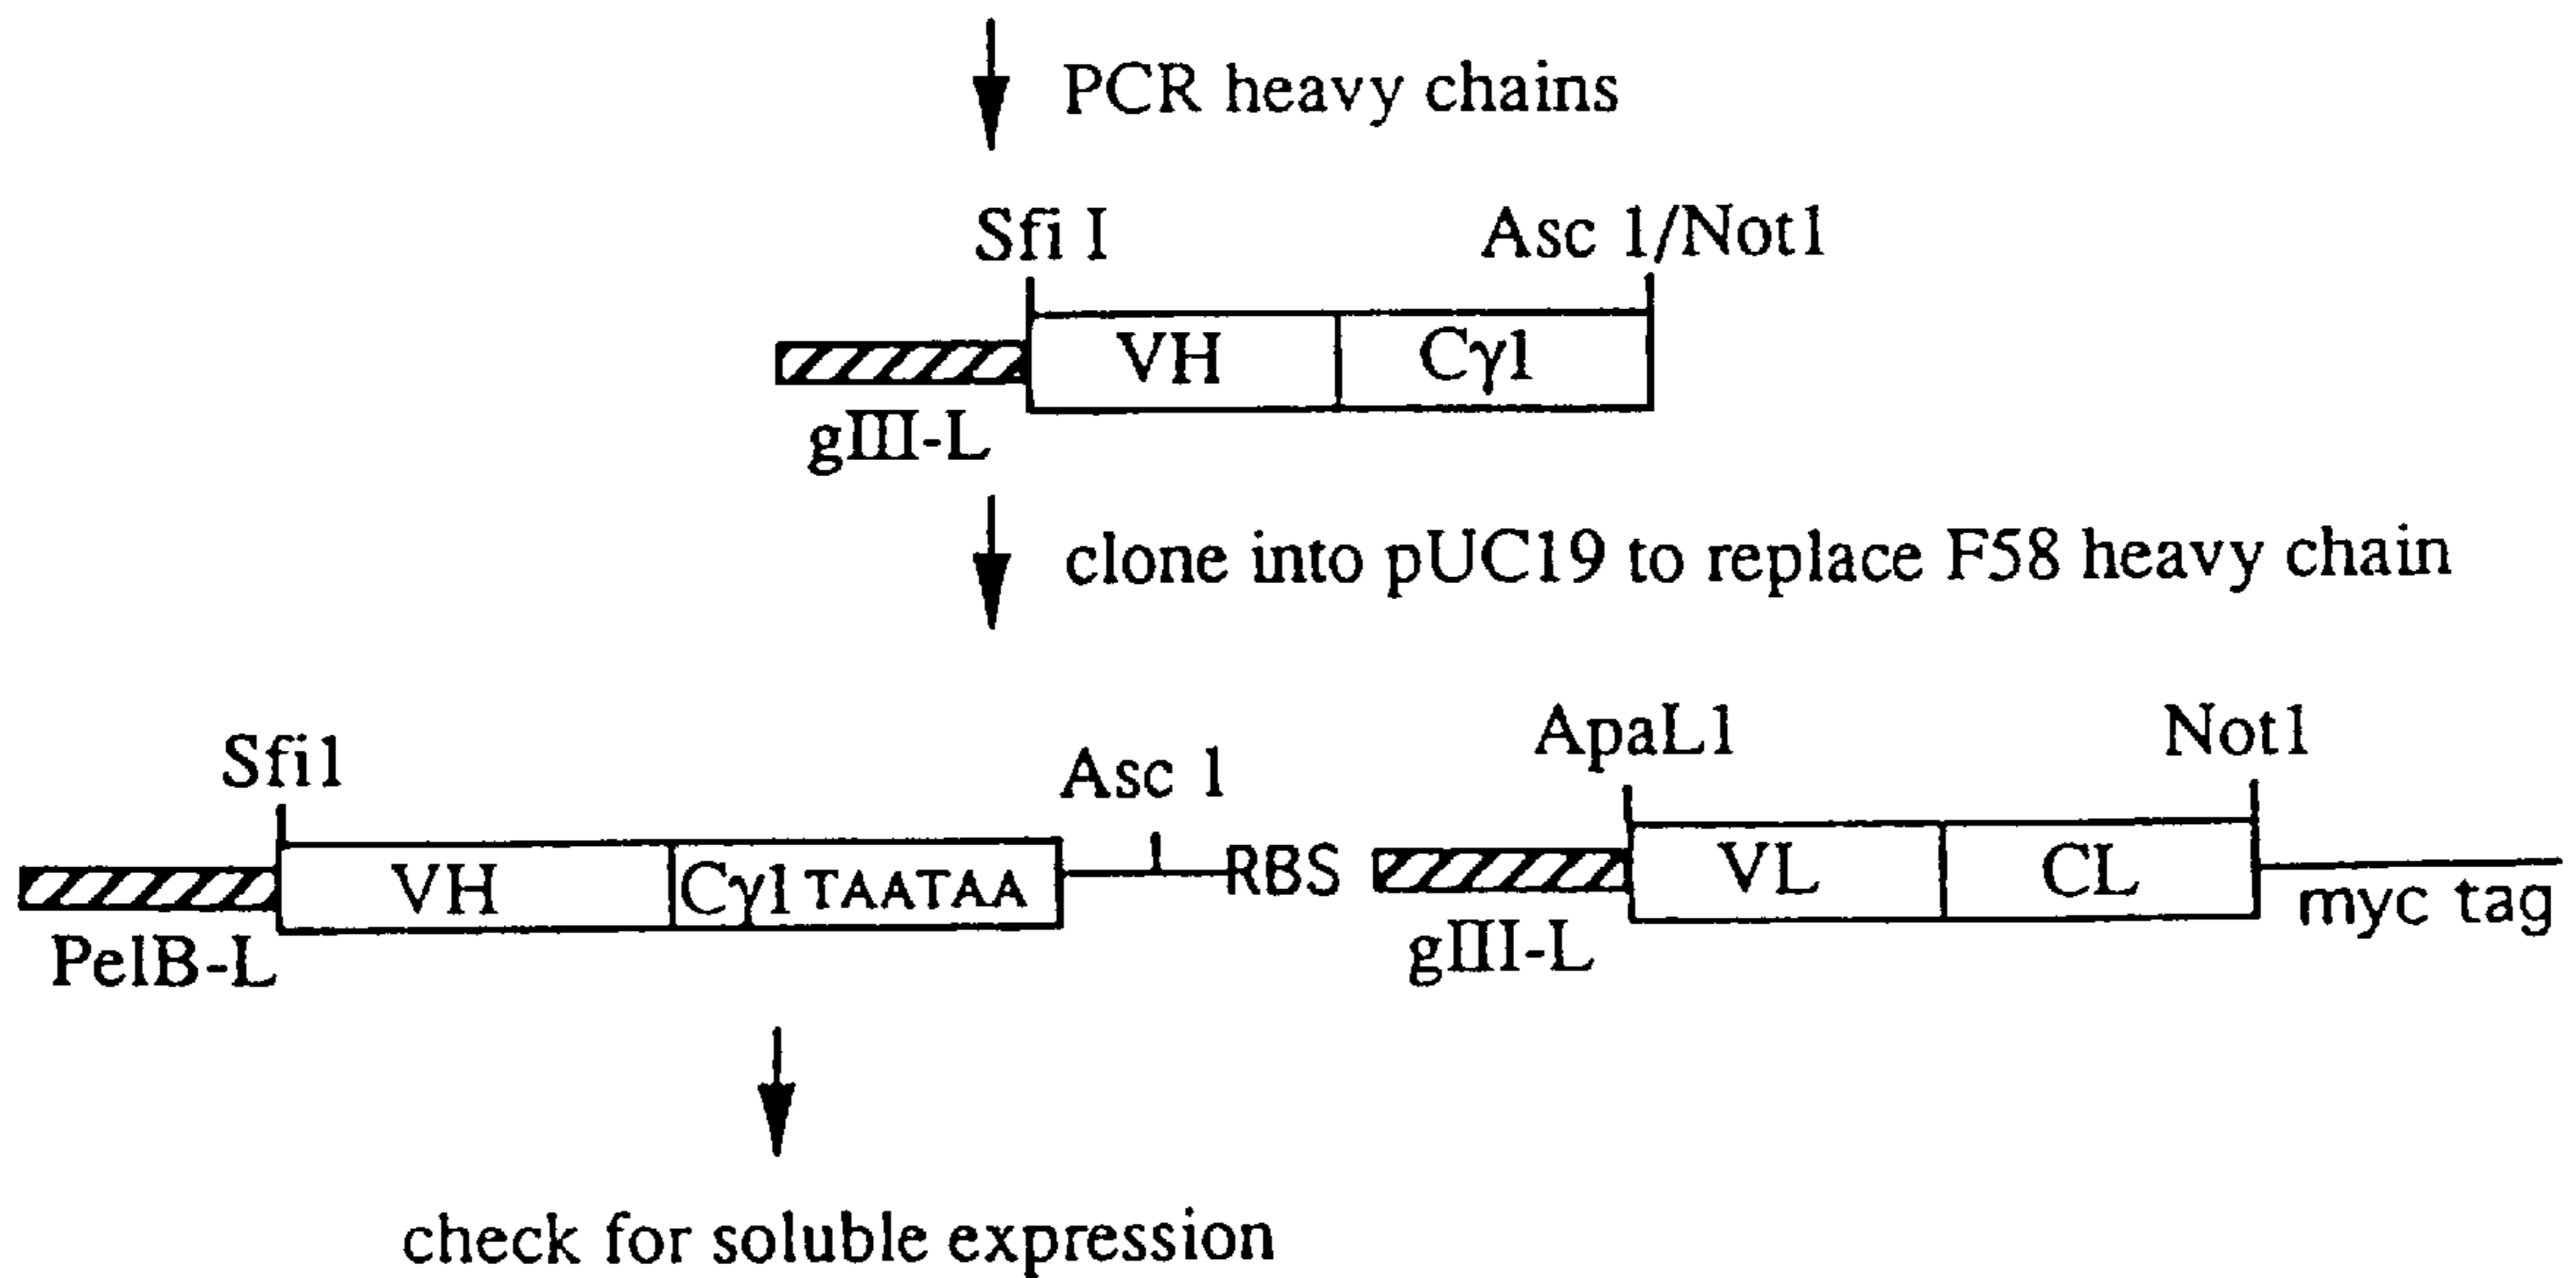 PCR heavy chains
Sfi I Asc 1/Not1
VH Cγ1
gIII-L
clone into pUC19 to replace F58 heavy chain
Sfi1 Asc 1 ApaL1 Not1
VH Cγ1 TAATAA RBS VL CL myc tag
PelB-L gIII-L
check for soluble expression